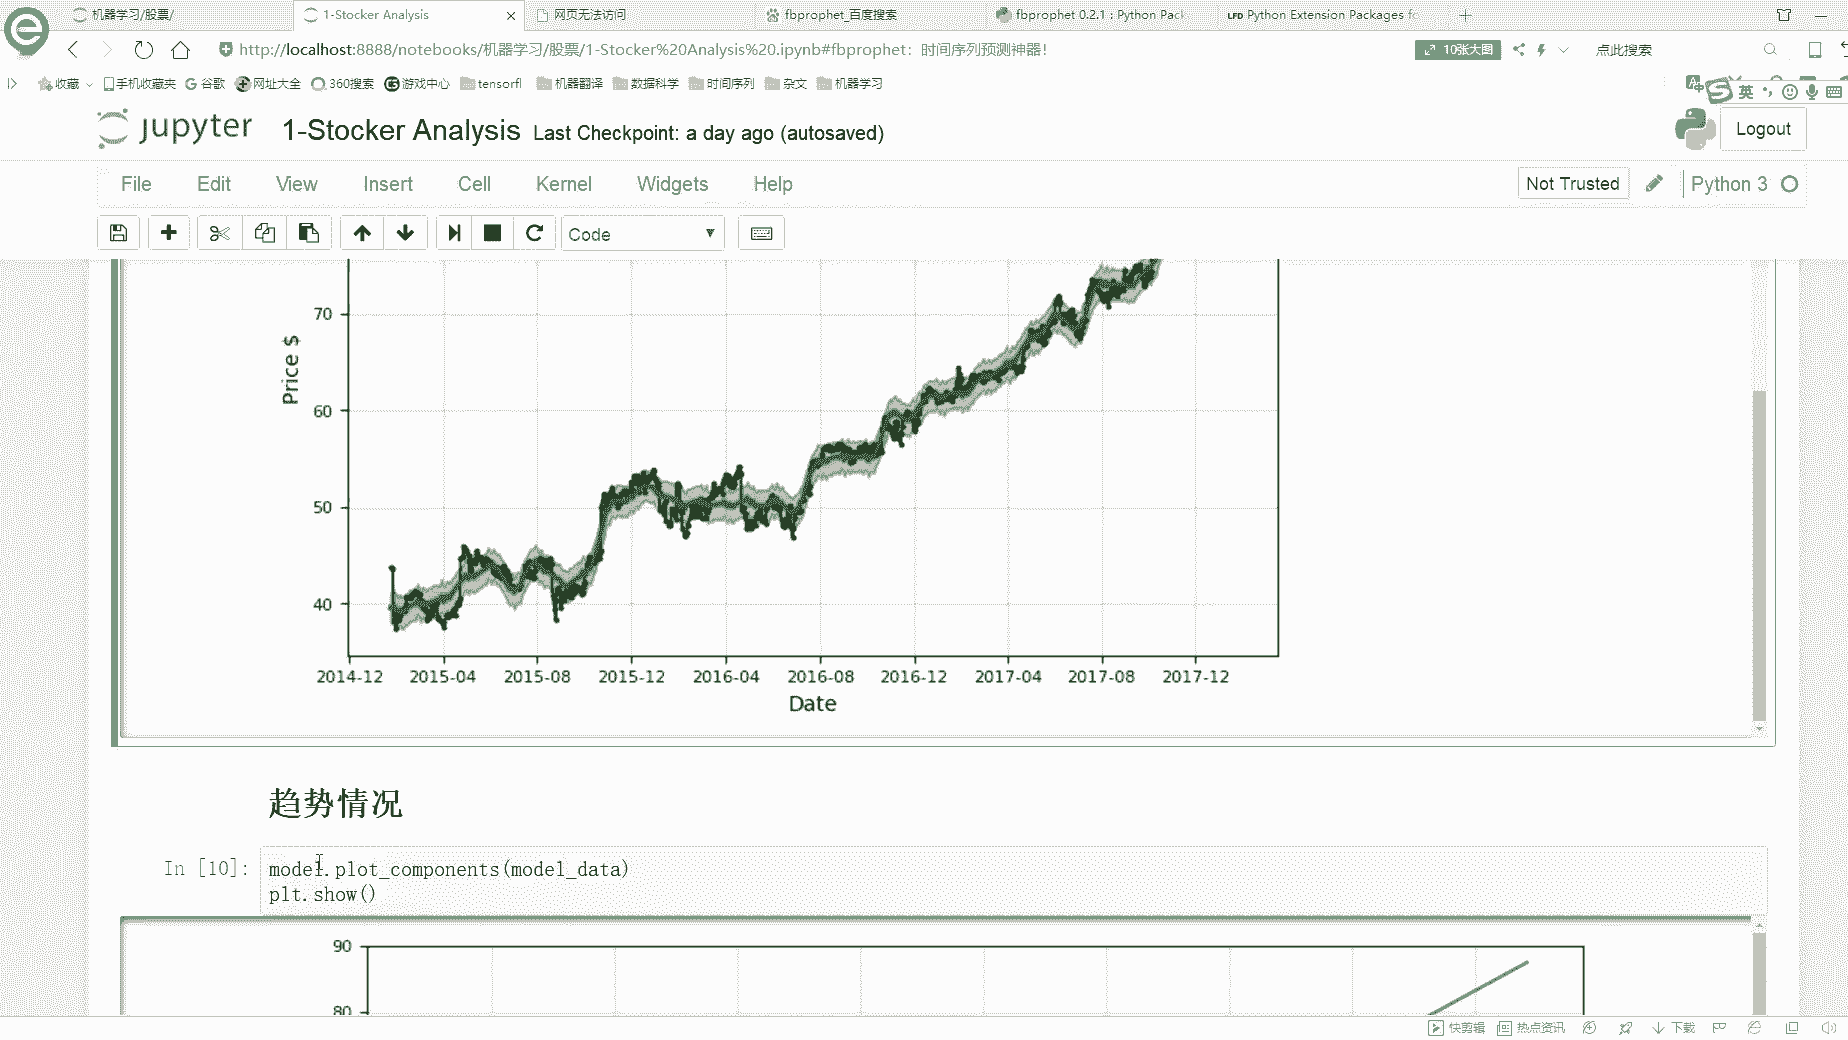 机器学习/股票/
1-Stocker Analysis
网页无法访问
fbprophet_百度搜索
fbprophet 0.2.1 : Python Pack
LFD Python Extension Packages fo
http://localhost:8888/notebooks/机器学习/股票/1-Stocker%20Analysis%20.ipynb#fbprophet：时间序列预测神器！
10张大图
点此搜索
收藏 手机收藏夹 谷歌 网址大全 360搜索 游戏中心 tensorfl 机器翻译 数据科学 时间序列 杂文 机器学习
英
jupyter 1-Stocker Analysis Last Checkpoint: a day ago (autosaved)
Logout
File Edit View Insert Cell Kernel Widgets Help
Not Trusted
Python 3
Code
70
60
50
40
Price $
2014-12 2015-04 2015-08 2015-12 2016-04 2016-08 2016-12 2017-04 2017-08 2017-12
Date
趋势情况
In [10]: model.plot_components(model_data)
plt.show()
90
80
快剪辑 热点资讯 下载